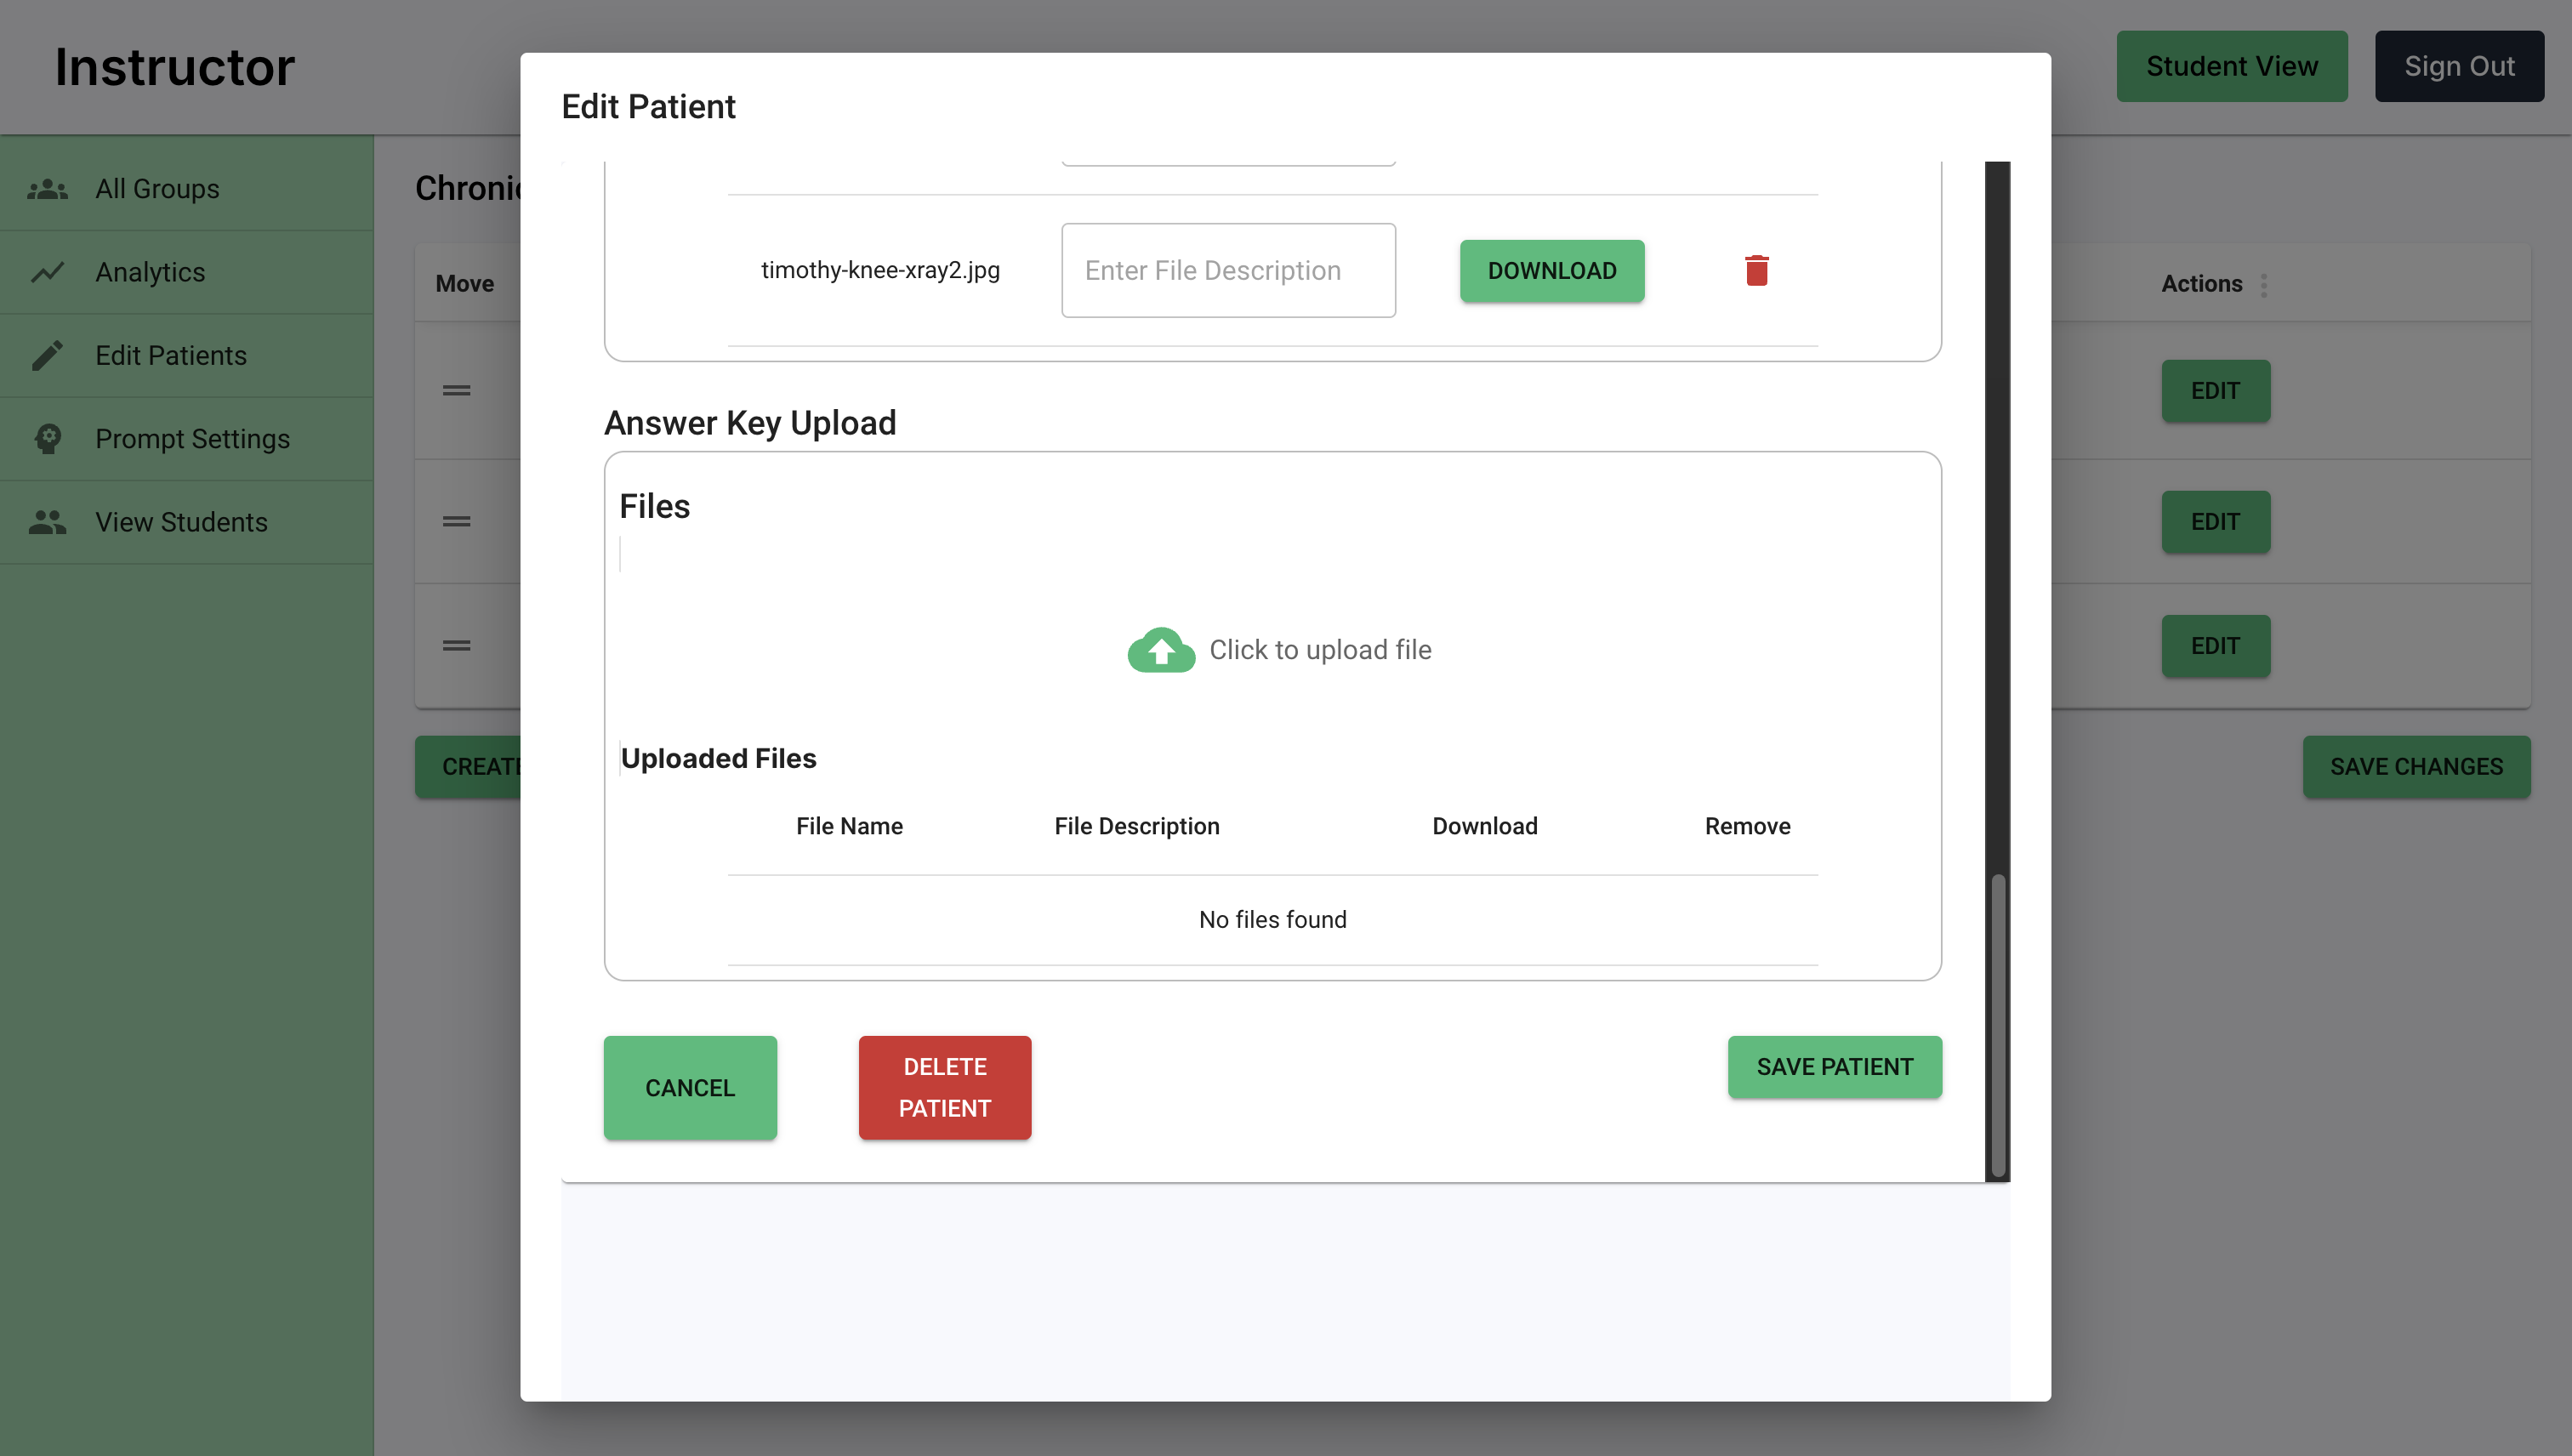 Instructor
Student View
Sign Out
Edit Patient
All Groups
Analytics
Edit Patients
Prompt Settings
View Students
Move
Actions
EDIT
EDIT
EDIT
SAVE CHANGES
timothy-knee-xray2.jpg
Enter File Description
DOWNLOAD
Answer Key Upload
Files
Click to upload file
Uploaded Files
File Name
File Description
Download
Remove
No files found
CANCEL
DELETE
PATIENT
SAVE PATIENT